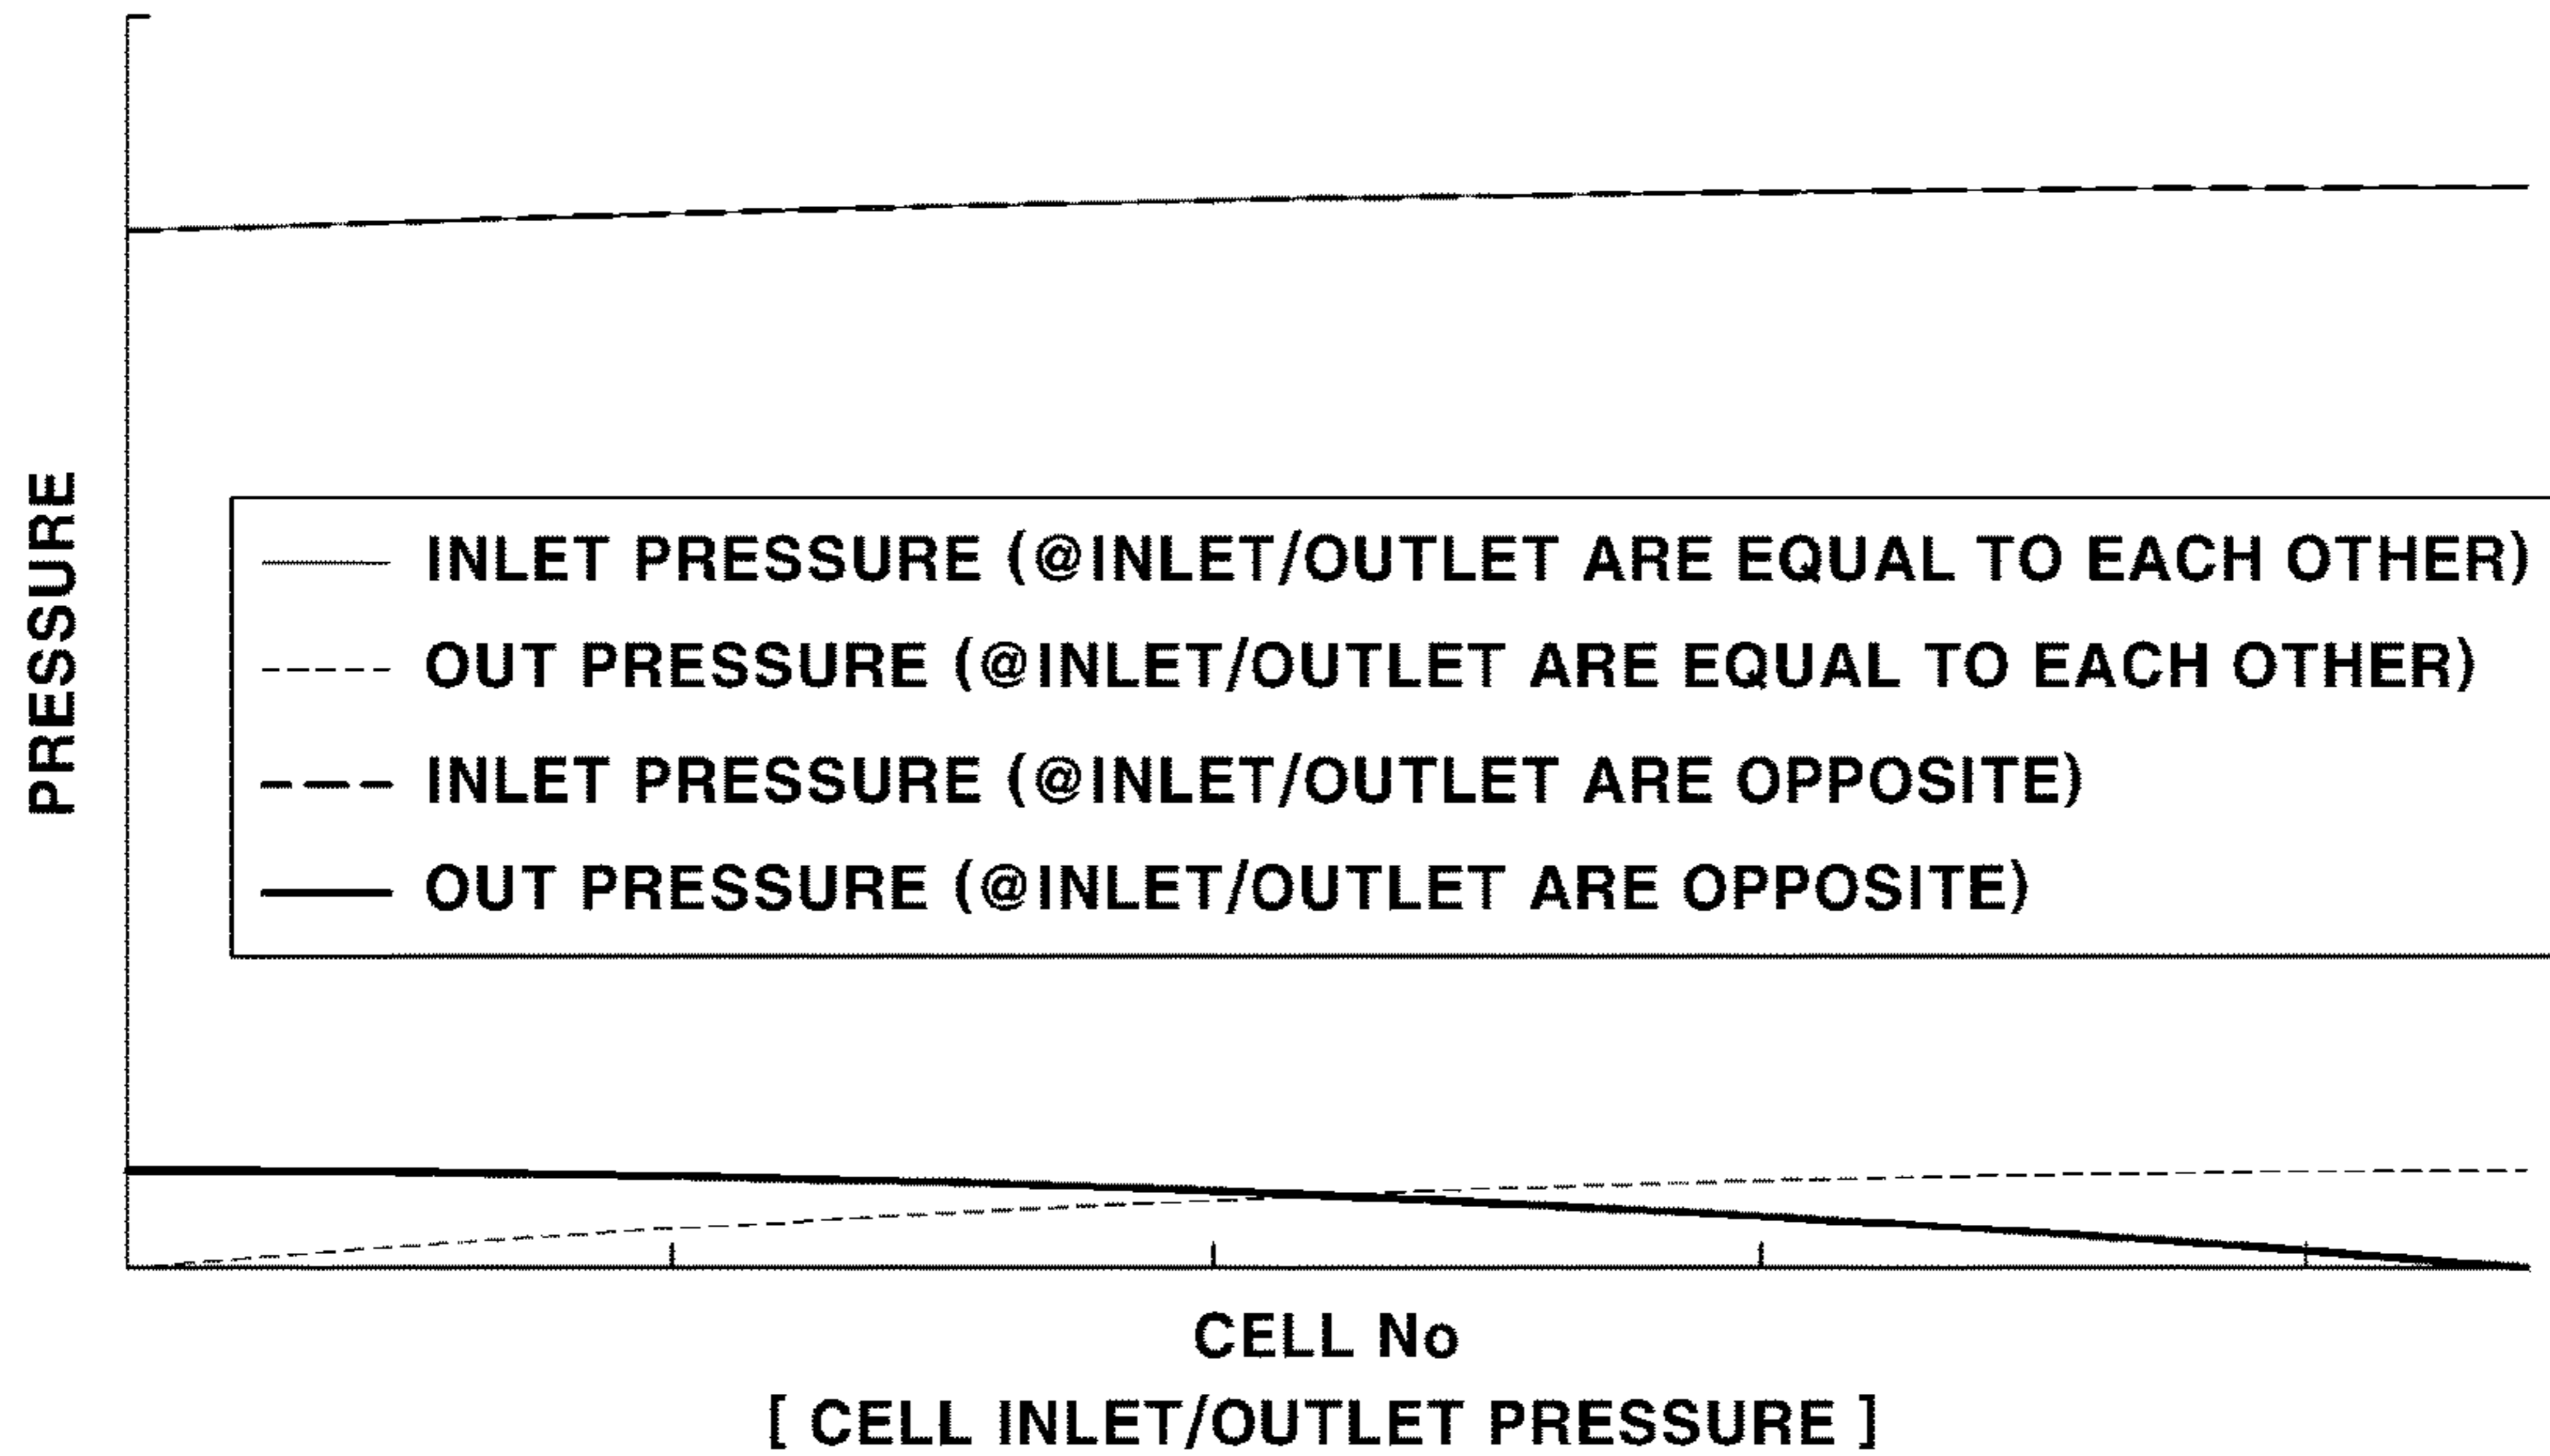 PRESSURE
INLET PRESSURE (@INLET/OUTLET ARE EQUAL TO EACH OTHER)
OUT PRESSURE (@INLET/OUTLET ARE EQUAL TO EACH OTHER)
INLET PRESSURE (@INLET/OUTLET ARE OPPOSITE)
OUT PRESSURE (@INLET/OUTLET ARE OPPOSITE)
CELL No
[ CELL INLET/OUTLET PRESSURE ]